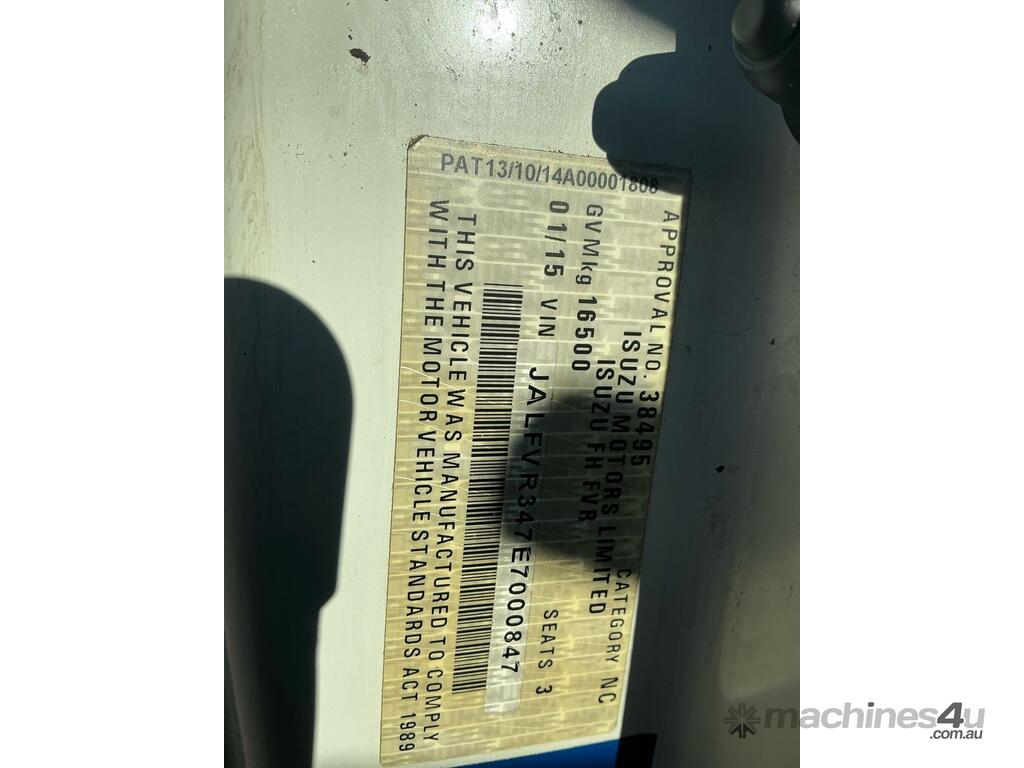 PAT13/10/14A00001808
APPROVAL NO. 38495 CATEGORY NC
ISUZU MOTORS LIMITED
ISUZU FH FVR
GVMkg 16500
01/15 VIN JALFVR347E7000847 SEATS 3
THIS VEHICLE WAS MANUFACTURED TO COMPLY
WITH THE MOTOR VEHICLE STANDARDS ACT 1989
machines4u
.com.au